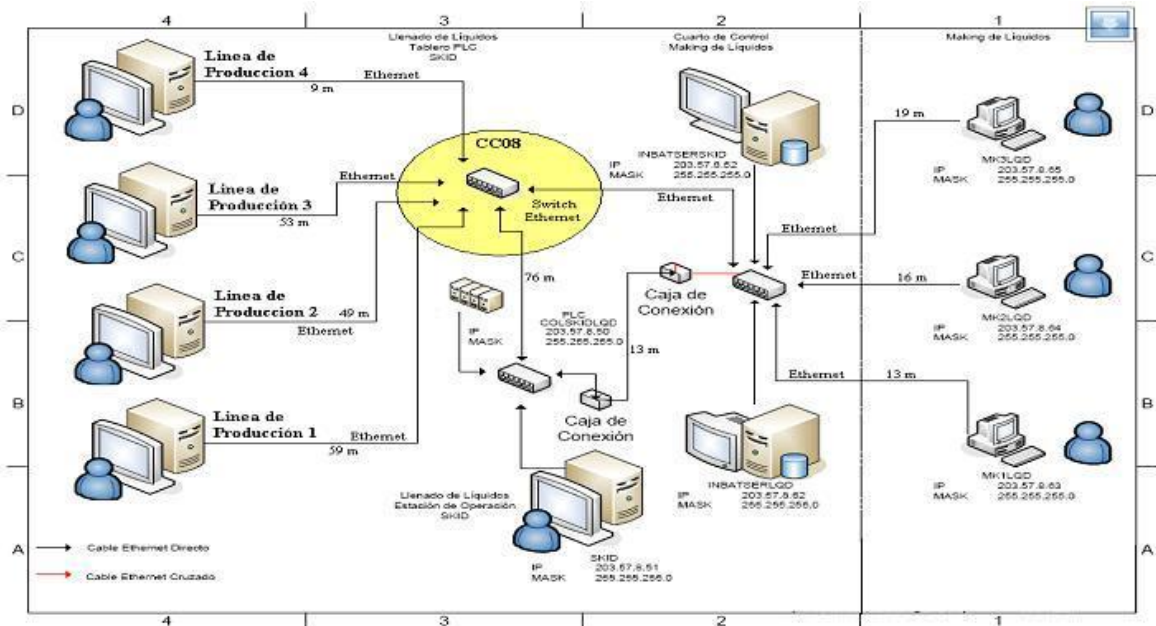 4 3 2 1
Llenado de Líquidos
Tablero PLC
SKID
Cuarto de Control
Making de Líquidos
Making de Líquidos
D
C
B
A
Linea de
Produccion 4
Ethernet
9 m
Linea de
Producción 3
Ethernet
53 m
Linea de
Produccion 2
49 m
Ethernet
Linea de
Producción 1
Ethernet
59 m
CC08
Switch
Ethernet
76 m
Ethernet
INBATSERSKID
IP 203.57.8.52
MASK 255.255.255.0
Caja de
Conexión
13 m
PLC
COLSKIDLQD
IP 203.57.8.50
MASK 255.255.255.0
Caja de
Conexión
Llenado de Líquidos
Estación de Operación
SKID
SKID
IP 203.57.8.51
MASK 255.255.255.0
INBATSERLQD
IP 203.57.8.62
MASK 255.255.255.0
19 m
Ethernet
MK3LQD
IP 203.57.8.65
MASK 255.255.255.0
Ethernet
16 m
MK2LQD
IP 203.57.8.64
MASK 255.255.255.0
Ethernet
13 m
MK1LQD
IP 203.57.8.63
MASK 255.255.255.0
Cable Ethernet Directo
Cable Ethernet Cruzado
D
C
B
A
4 3 2 1